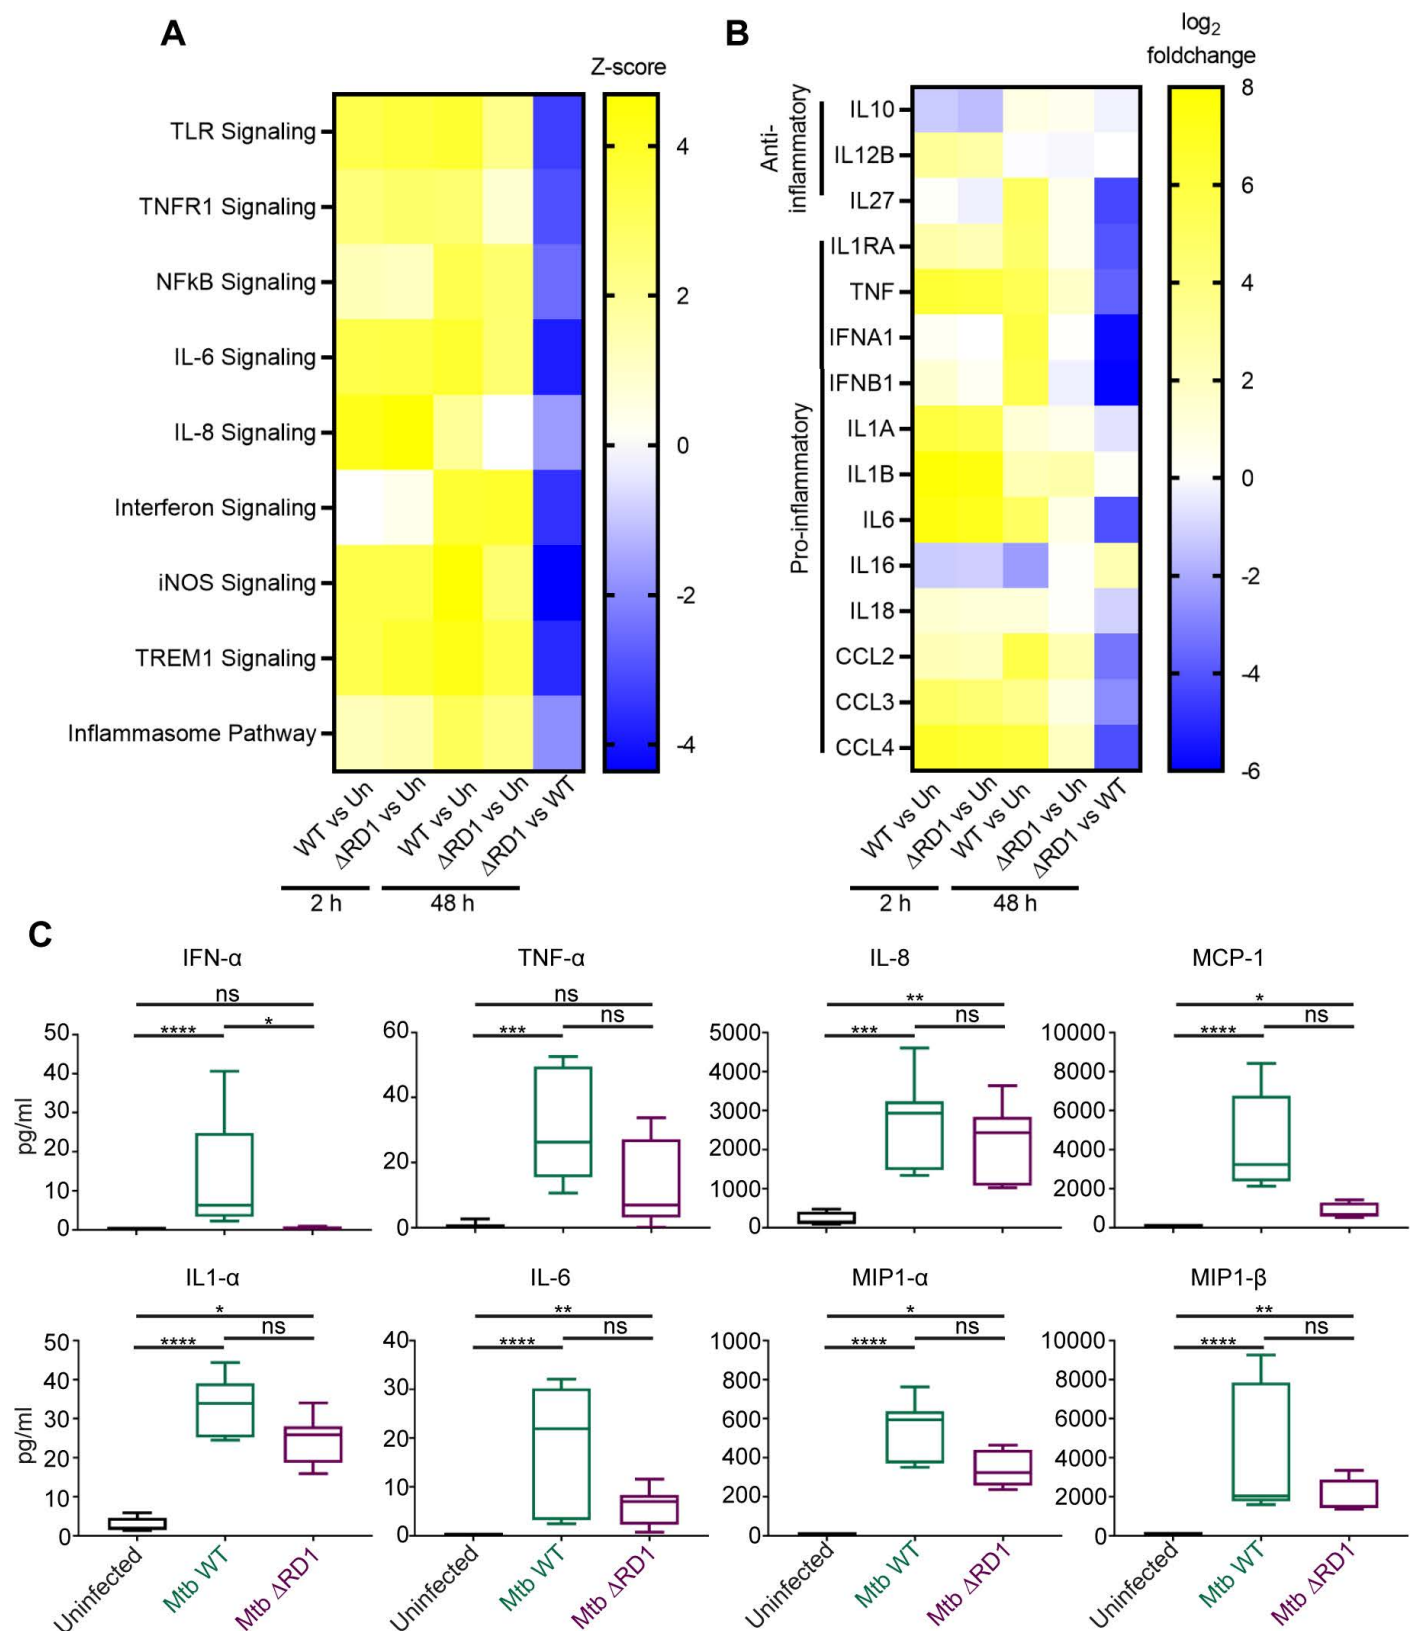 A
Z-score
TLR Signaling
TNFR1 Signaling
NFkB Signaling
IL-6 Signaling
IL-8 Signaling
Interferon Signaling
iNOS Signaling
TREM1 Signaling
Inflammasome Pathway
4
2
0
-2
-4
WT vs Un
ΔRD1 vs Un
WT vs Un
ΔRD1 vs Un
ΔRD1 vs WT
2 h
48 h
B
log2
foldchange
Anti-
inflammatory
Pro-inflammatory
IL10
IL12B
IL27
IL1RA
TNF
IFNA1
IFNB1
IL1A
IL1B
IL6
IL16
IL18
CCL2
CCL3
CCL4
8
6
4
2
0
-2
-4
-6
WT vs Un
ΔRD1 vs Un
WT vs Un
ΔRD1 vs Un
ΔRD1 vs WT
2 h
48 h
C
IFN-α
ns
**** *
pg/ml
50
40
30
20
10
0
TNF-α
ns
*** ns
60
40
20
0
IL-8
**
*** ns
5000
4000
3000
2000
1000
0
MCP-1
*
**** ns
10000
8000
6000
4000
2000
0
IL1-α
*
**** ns
pg/ml
50
40
30
20
10
0
Uninfected
Mtb WT
Mtb ΔRD1
IL-6
**
**** ns
40
30
20
10
0
Uninfected
Mtb WT
Mtb ΔRD1
MIP1-α
*
**** ns
1000
800
600
400
200
0
Uninfected
Mtb WT
Mtb ΔRD1
MIP1-β
**
**** ns
10000
8000
6000
4000
2000
0
Uninfected
Mtb WT
Mtb ΔRD1